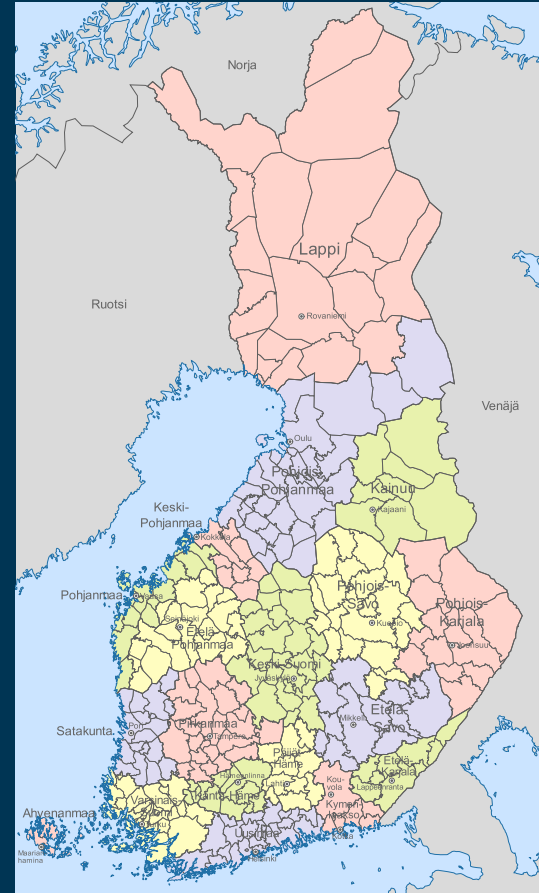 Norja
Lappi
Ruotsi
Rovaniemi
Venäjä
Oulu
Pohjois-
Pohjanmaa
Kainuu
Kajaani
Keski-
Pohjanmaa
Kokkola
Pohjanmaa
Vaasa
Pohjois-
Savo
Kuopio
Pohjois-
Karjala
Joensuu
Seinäjoki
Etelä-
Pohjanmaa
Keski-Suomi
Jyväskylä
Satakunta
Pori
Pirkanmaa
Tampere
Etelä-
Savo
Mikkeli
Päijät-
Häme
Lahti
Etelä-
Karjala
Lappeenranta
Hämeenlinna
Kanta-Häme
Kou-
vola
Kymen-
laakso
Kotka
Varsinais-
Suomi
Turku
Uusimaa
Helsinki
Ahvenanmaa
Maarian-
hamina